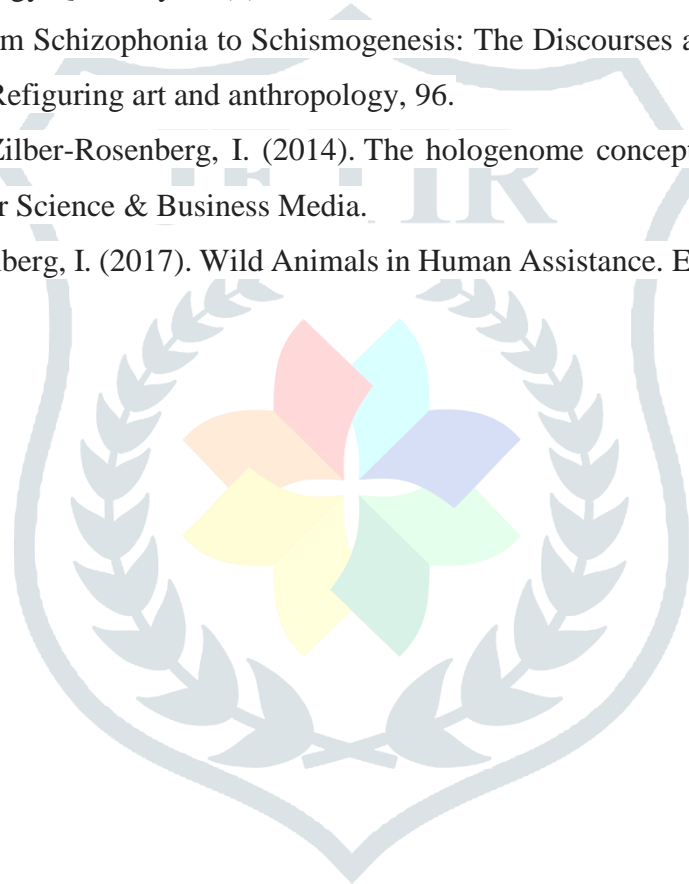 m Schizophonia to Schismogenesis: The Discourses a
Refiguring art and anthropology, 96.
Zilber-Rosenberg, I. (2014). The hologenome concept
r Science & Business Media.
berg, I. (2017). Wild Animals in Human Assistance. E
JETIR